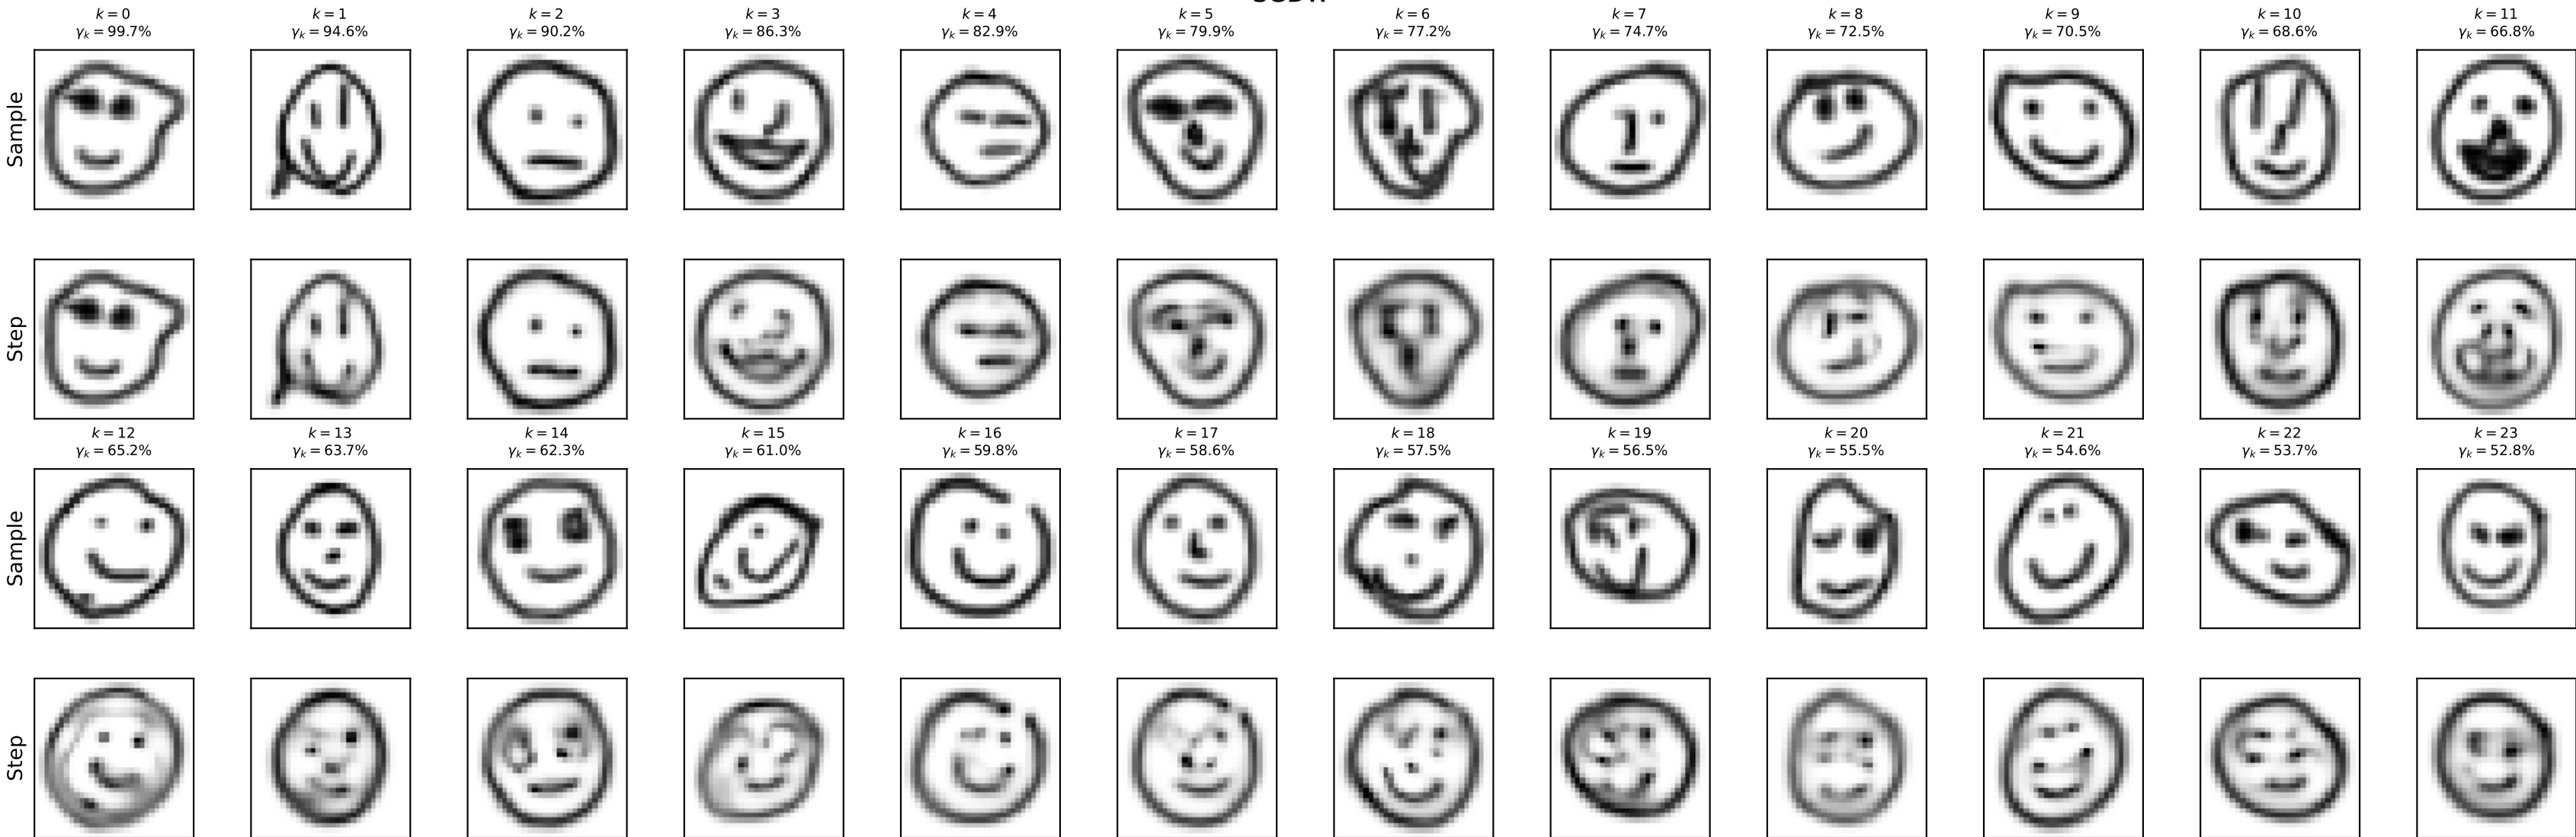 k = 0 k = 1 k = 2 k = 3 k = 4 k = 5 k = 6 k = 7 k = 8 k = 9 k = 10 k = 11
γk = 99.7% γk = 94.6% γk = 90.2% γk = 86.3% γk = 82.9% γk = 79.9% γk = 77.2% γk = 74.7% γk = 72.5% γk = 70.5% γk = 68.6% γk = 66.8%
Sample
Step
k = 12 k = 13 k = 14 k = 15 k = 16 k = 17 k = 18 k = 19 k = 20 k = 21 k = 22 k = 23
γk = 65.2% γk = 63.7% γk = 62.3% γk = 61.0% γk = 59.8% γk = 58.6% γk = 57.5% γk = 56.5% γk = 55.5% γk = 54.6% γk = 53.7% γk = 52.8%
Sample
Step